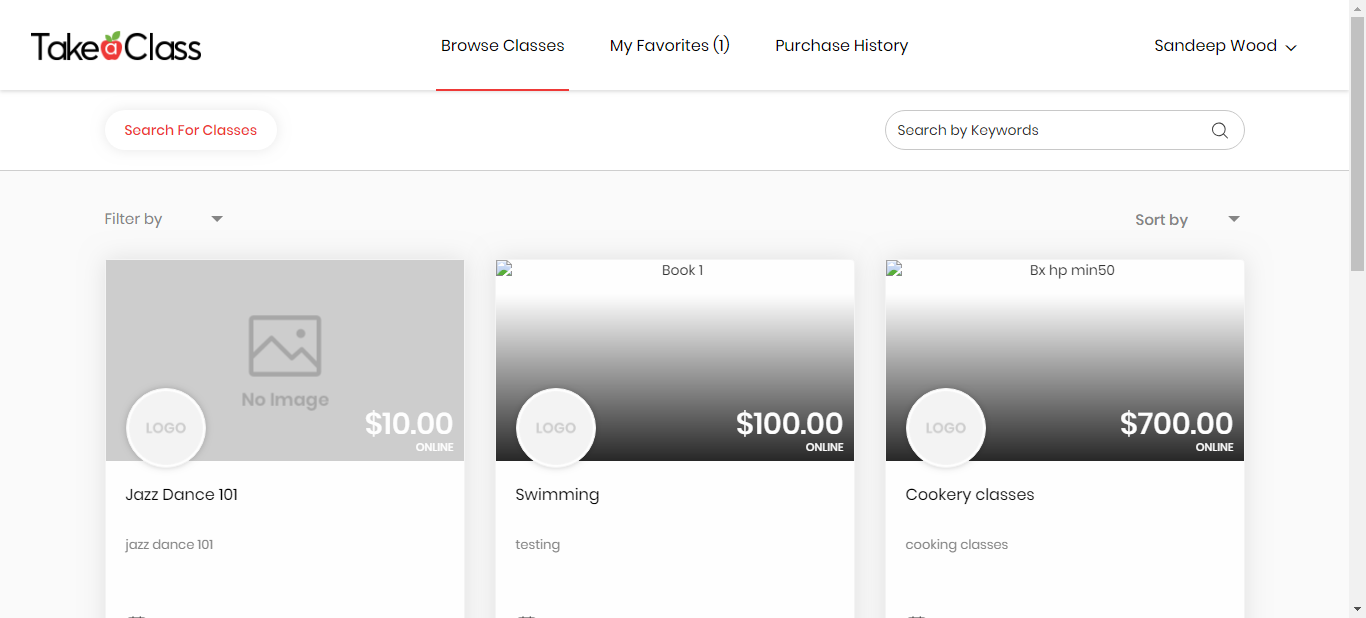 TakeaClass
Browse Classes
My Favorites (1)
Purchase History
Sandeep Wood
Search For Classes
Search by Keywords
Filter by
Sort by
No Image
LOGO
$10.00
ONLINE
Jazz Dance 101
jazz dance 101
Book 1
LOGO
$100.00
ONLINE
Swimming
testing
Bx hp min50
LOGO
$700.00
ONLINE
Cookery classes
cooking classes